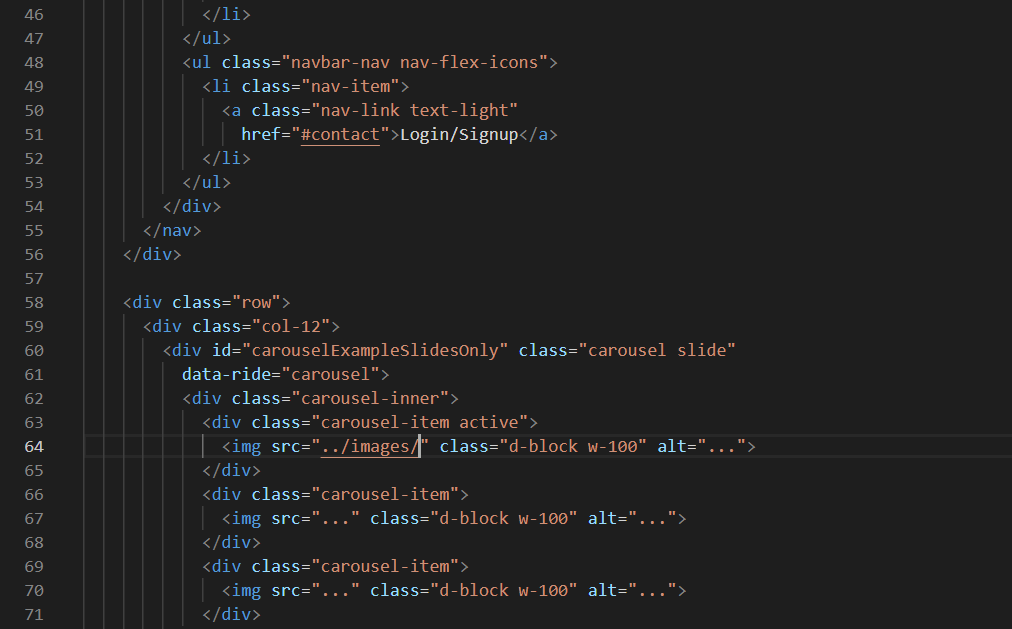 46 </li>
47 </ul>
48 <ul class="navbar-nav nav-flex-icons">
49 <li class="nav-item">
50 <a class="nav-link text-light"
51 href="#contact">Login/Signup</a>
52 </li>
53 </ul>
54 </div>
55 </nav>
56 </div>
57
58 <div class="row">
59 <div class="col-12">
60 <div id="carouselExampleSlidesOnly" class="carousel slide"
61 data-ride="carousel">
62 <div class="carousel-inner">
63 <div class="carousel-item active">
64 <img src="../images/" class="d-block w-100" alt="...">
65 </div>
66 <div class="carousel-item">
67 <img src="..." class="d-block w-100" alt="...">
68 </div>
69 <div class="carousel-item">
70 <img src="..." class="d-block w-100" alt="...">
71 </div>